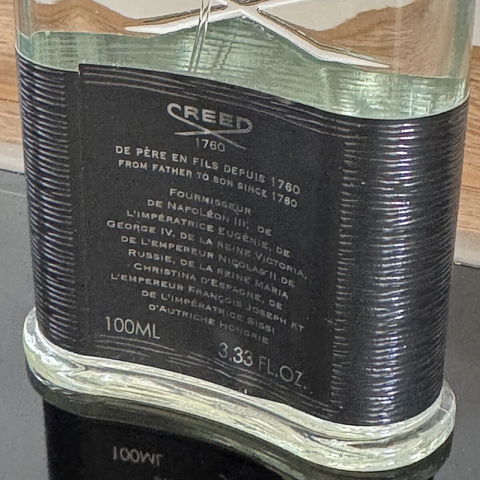 CREED
1760
DE PÈRE EN FILS DEPUIS 1760
FROM FATHER TO SON SINCE 1760
FOURNISSEUR
DE NAPOLÉON III, DE
L'IMPÉRATRICE EUGÉNIE, DE
GEORGE IV, DE LA REINE VICTORIA,
DE L'EMPEREUR NICOLAS II DE
RUSSIE, DE LA REINE MARIA
CHRISTINA D'ESPAGNE, DE
L'EMPEREUR FRANÇOIS JOSEPH ET
DE L'IMPÉRATRICE SISSI
D'AUTRICHE HONGRIE
100ML
3.33 FL.OZ.
100ML